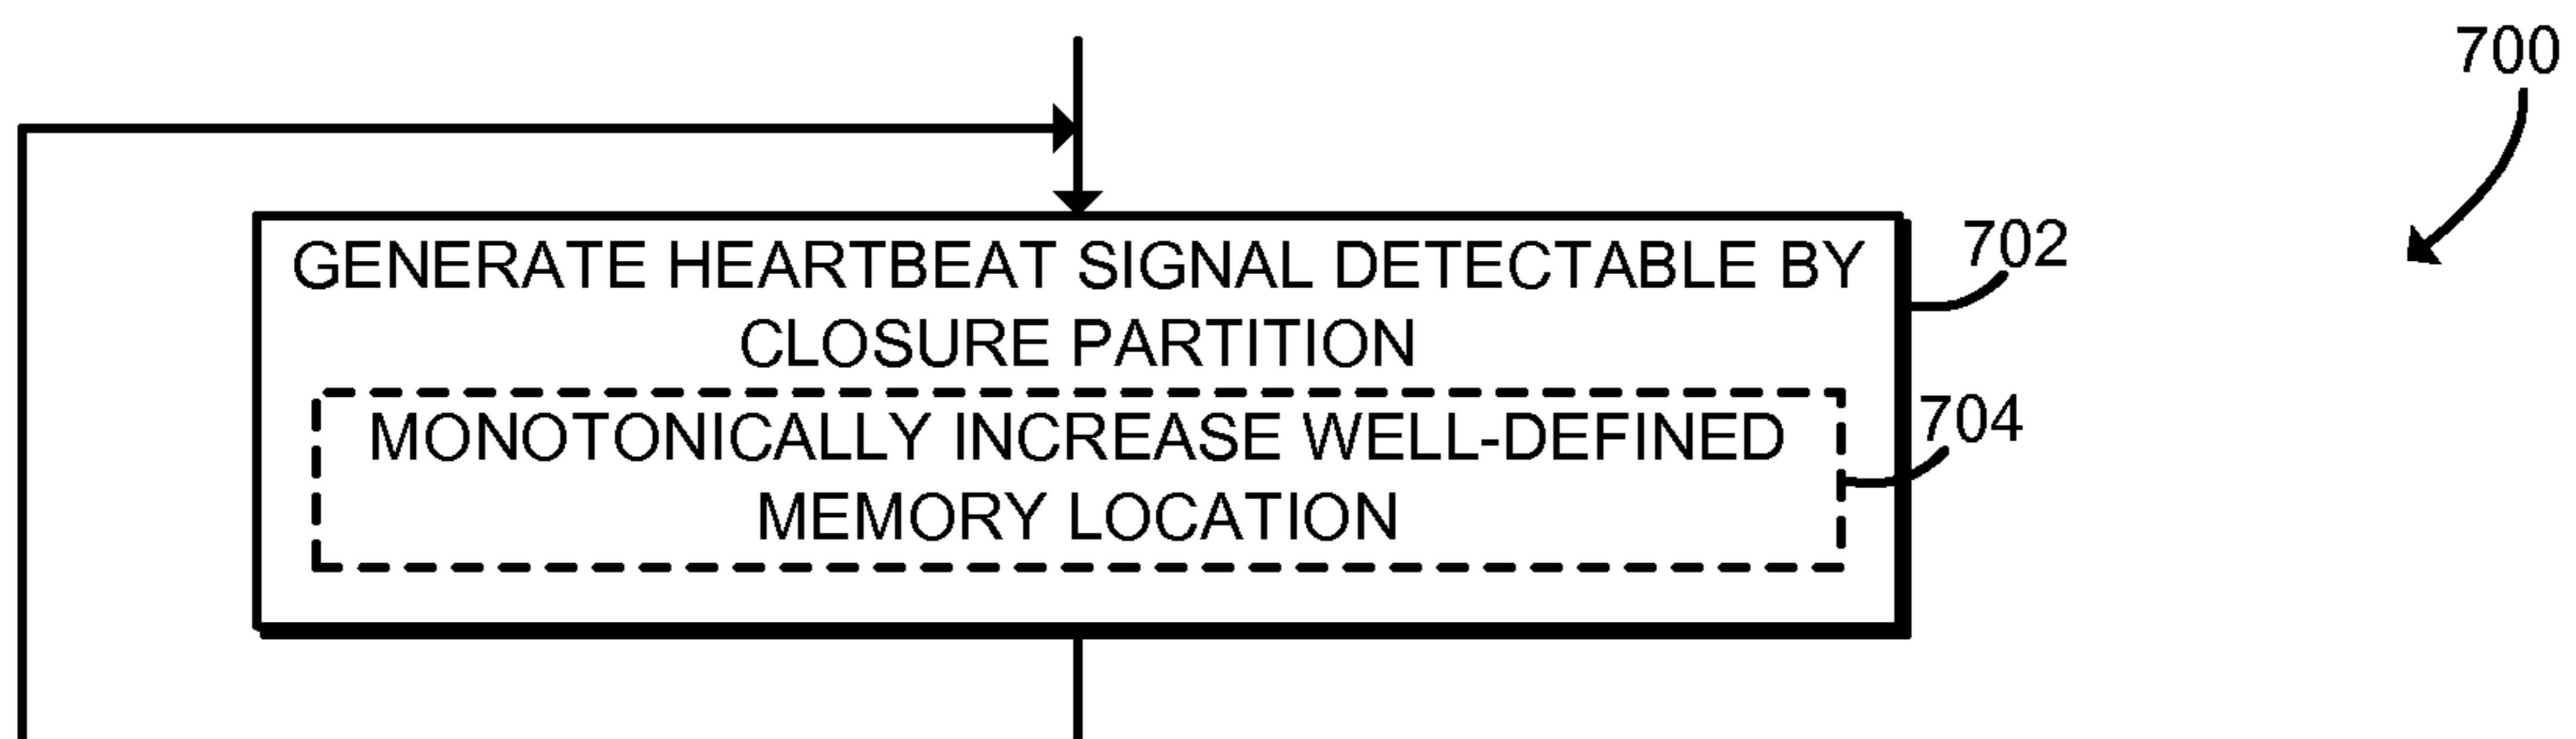 700
GENERATE HEARTBEAT SIGNAL DETECTABLE BY
CLOSURE PARTITION
702
MONOTONICALLY INCREASE WELL-DEFINED
MEMORY LOCATION
704